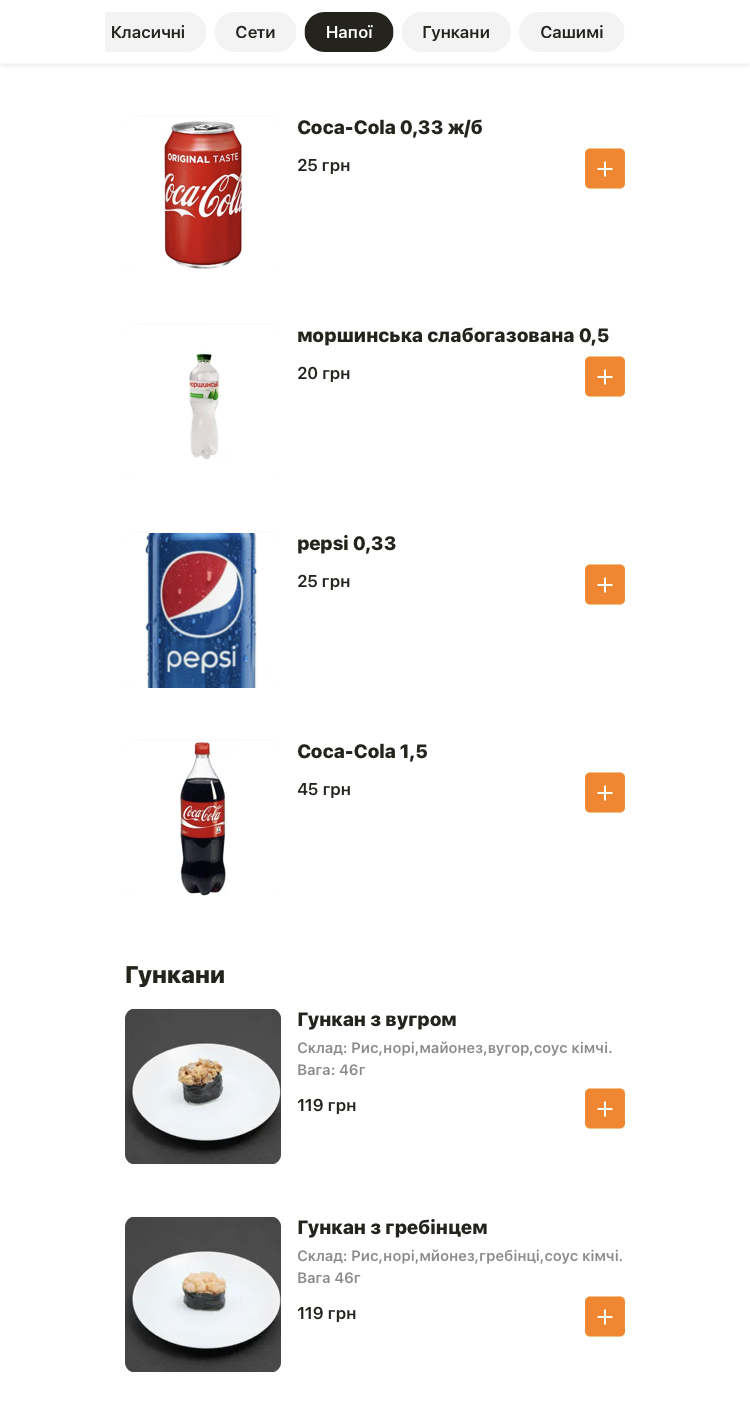 Класичні
Сети
Напої
Гункани
Сашимі
ORIGINAL TASTE
Coca-Cola
Coca-Cola 0,33 ж/б
25 грн
моршинська слабогазована 0,5
20 грн
pepsi
pepsi 0,33
25 грн
Coca-Cola
Coca-Cola 1,5
45 грн
Гункани
Гункан з вугром
Склад: Рис,норі,майонез,вугор,соус кімчі.
Вага: 46г
119 грн
Гункан з гребінцем
Склад: Рис,норі,мйонез,гребінці,соус кімчі.
Вага 46г
119 грн